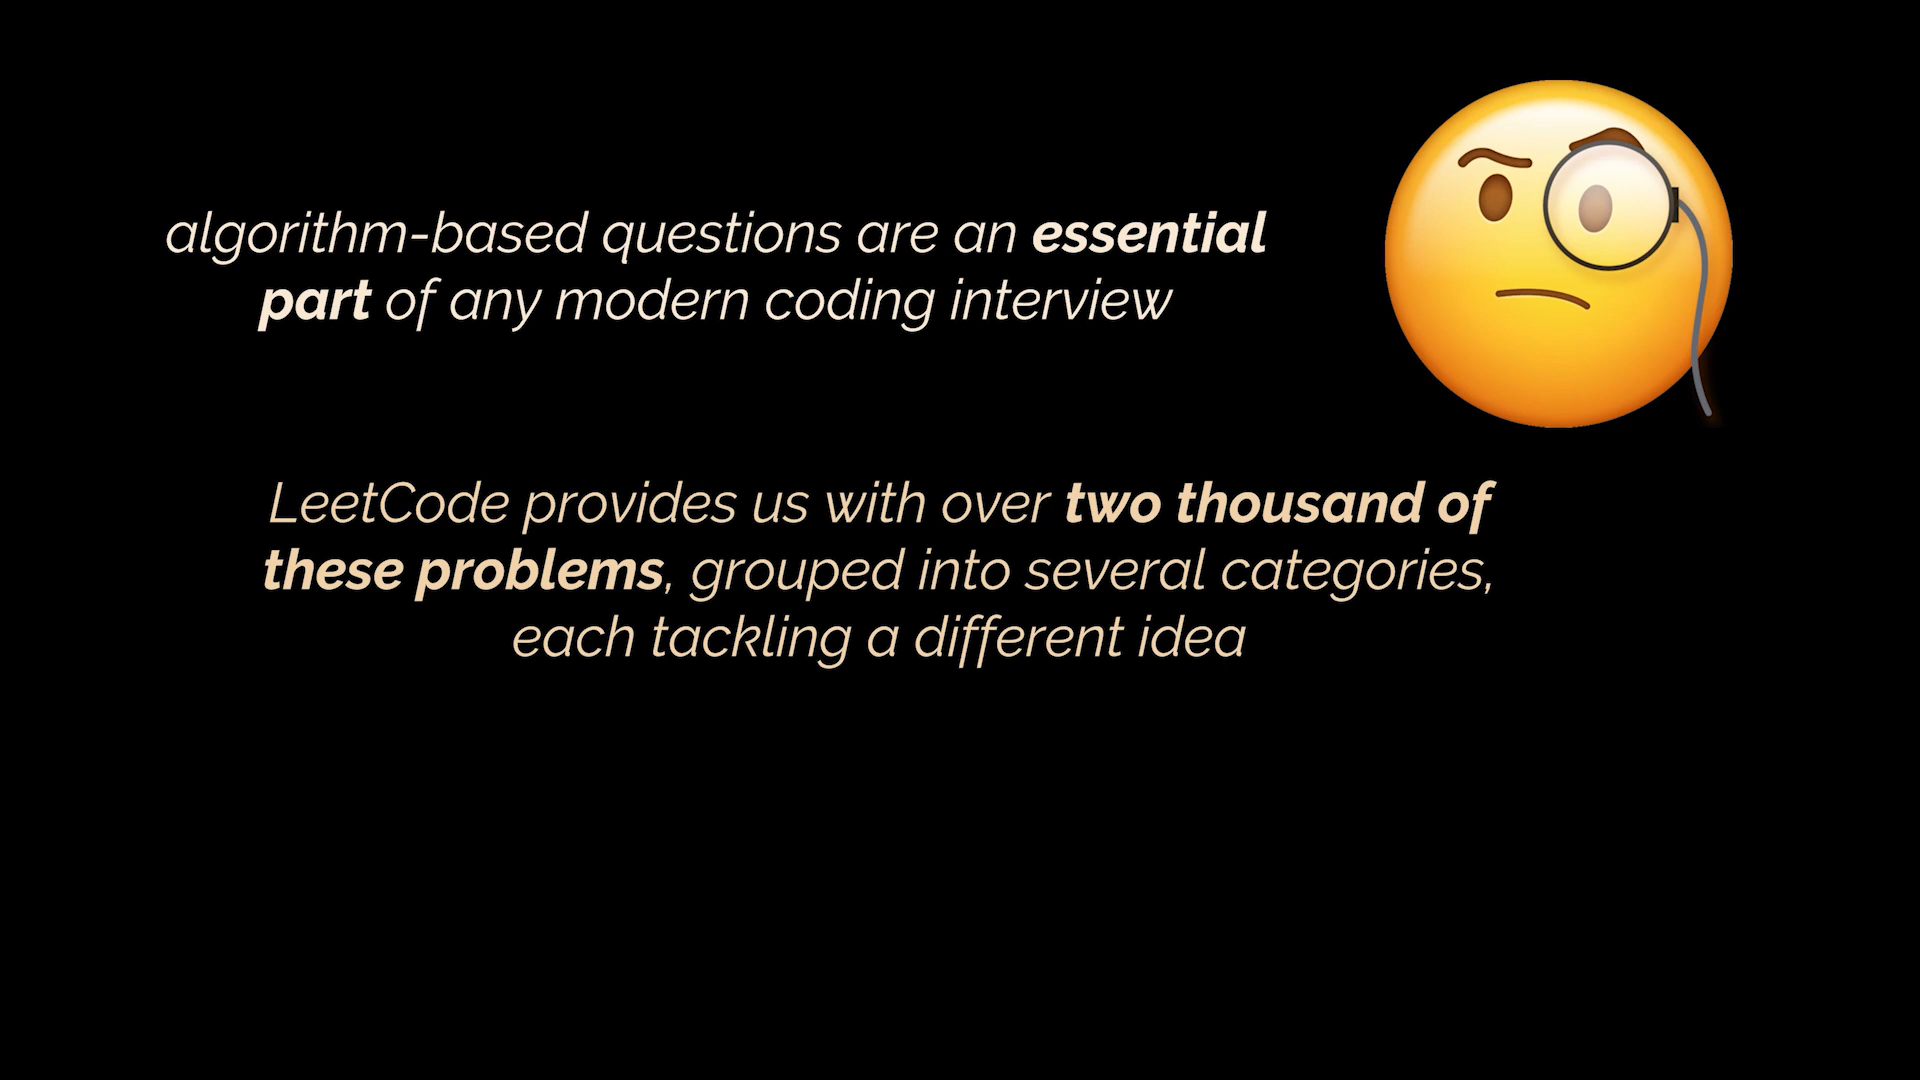 algorithm-based questions are an essential
part of any modern coding interview
LeetCode provides us with over two thousand of
these problems, grouped into several categories,
each tackling a different idea